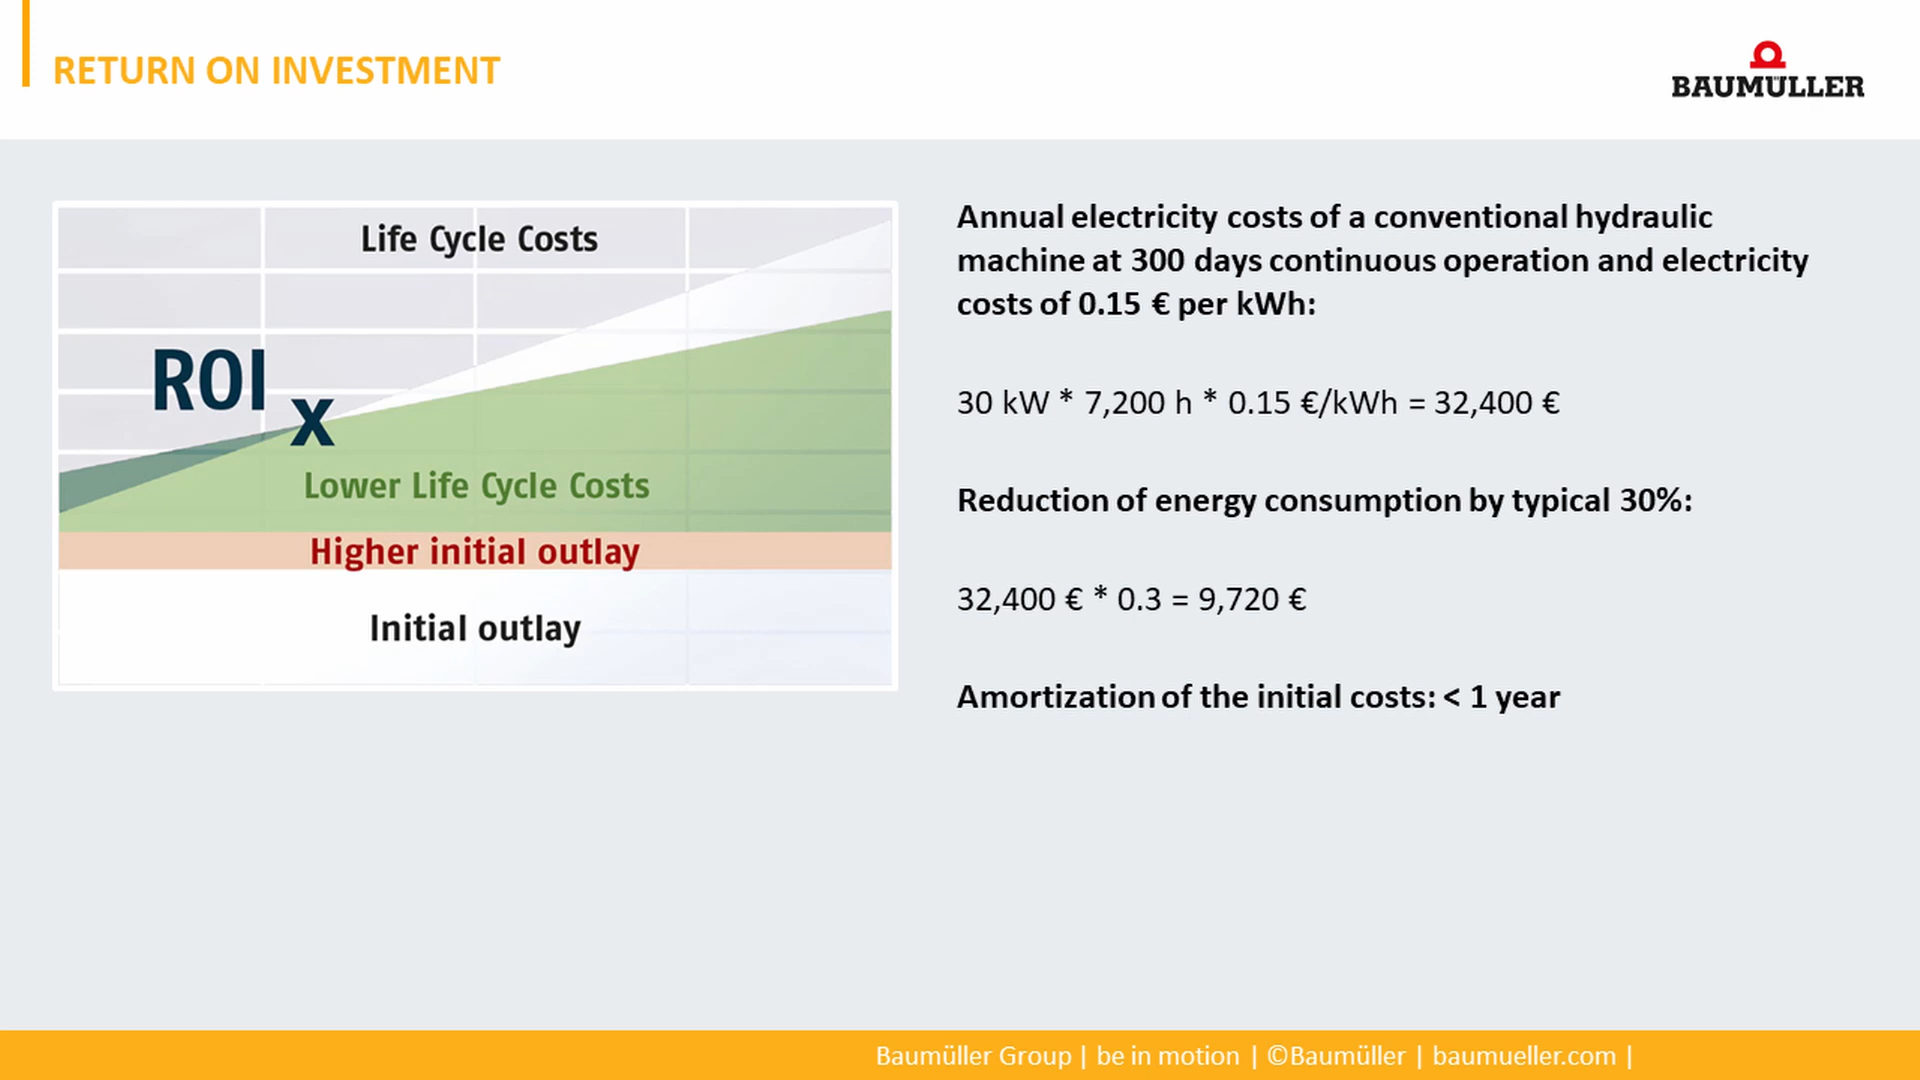 RETURN ON INVESTMENT
BAUMÜLLER
Life Cycle Costs
ROI
x
Lower Life Cycle Costs
Higher initial outlay
Initial outlay
Annual electricity costs of a conventional hydraulic
machine at 300 days continuous operation and electricity
costs of 0.15 € per kWh:
30 kW * 7,200 h * 0.15 €/kWh = 32,400 €
Reduction of energy consumption by typical 30%:
32,400 € * 0.3 = 9,720 €
Amortization of the initial costs: < 1 year
Baumüller Group | be in motion | ©Baumüller | baumueller.com |